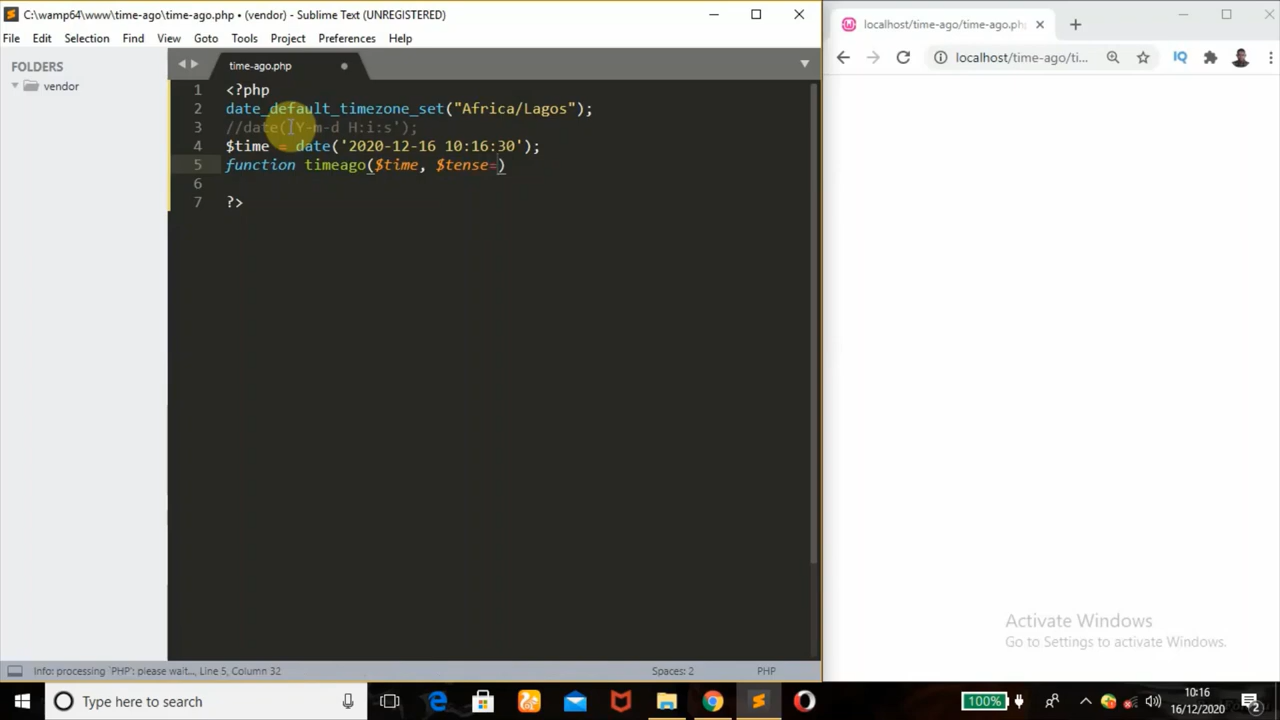 C:\wamp64\www\time-ago\time-ago.php • (vendor) - Sublime Text (UNREGISTERED)
File Edit Selection Find View Goto Tools Project Preferences Help
FOLDERS
vendor
time-ago.php
1 <?php
2 date_default_timezone_set("Africa/Lagos");
3 //date('Y-m-d H:i:s');
4 $time = date('2020-12-16 10:16:30');
5 function timeago($time, $tense=)
6
7 ?>
Info: processing `PHP`: please wait..., Line 5, Column 32
Spaces: 2
PHP
localhost/time-ago/time-ago.php
localhost/time-ago/ti...
IQ
Activate Windows
Go to Settings to activate Windows.
Type here to search
100%
10:16
16/12/2020
2